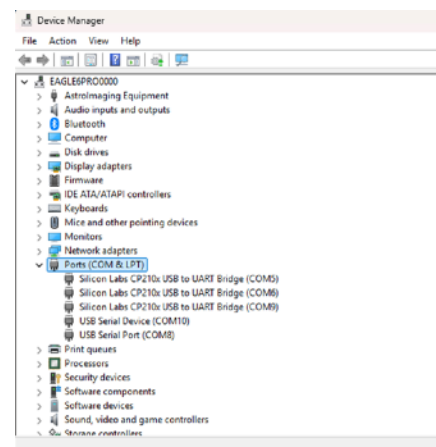 Device Manager
File Action View Help
EAGLE6PRO0000
AstroImaging Equipment
Audio inputs and outputs
Bluetooth
Computer
Disk drives
Display adapters
Firmware
IDE ATA/ATAPI controllers
Keyboards
Mice and other pointing devices
Monitors
Network adapters
Ports (COM & LPT)
Silicon Labs CP210x USB to UART Bridge (COM5)
Silicon Labs CP210x USB to UART Bridge (COM6)
Silicon Labs CP210x USB to UART Bridge (COM9)
USB Serial Device (COM10)
USB Serial Port (COM8)
Print queues
Processors
Security devices
Software components
Software devices
Sound, video and game controllers
Storage controllers